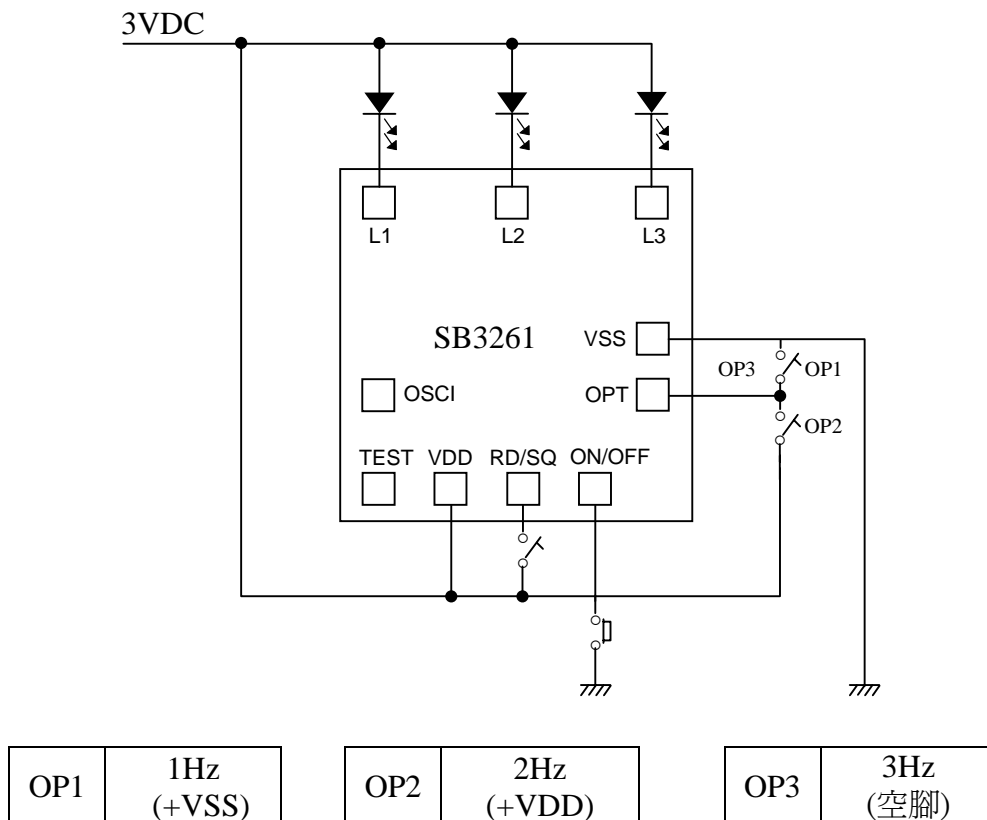 3VDC
L1
L2
L3
SB3261
VSS
OP3
OP1
OSCI
OPT
OP2
TEST
VDD
RD/SQ
ON/OFF
OP1
1Hz
(+VSS)
OP2
2Hz
(+VDD)
OP3
3Hz
(空腳)